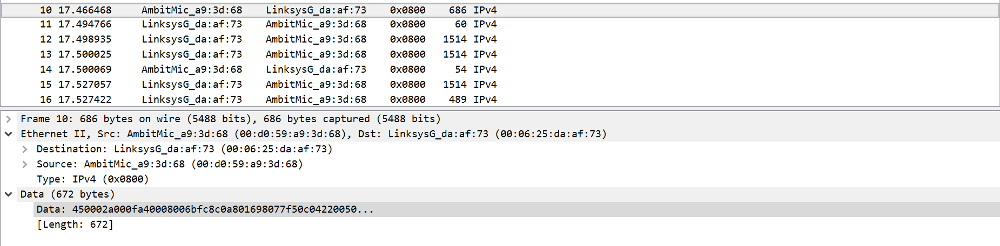 10 17.466468 AmbitMic_a9:3d:68 LinksysG_da:af:73 0x0800 686 IPv4
11 17.494766 LinksysG_da:af:73 AmbitMic_a9:3d:68 0x0800 60 IPv4
12 17.498935 LinksysG_da:af:73 AmbitMic_a9:3d:68 0x0800 1514 IPv4
13 17.500025 LinksysG_da:af:73 AmbitMic_a9:3d:68 0x0800 1514 IPv4
14 17.500069 AmbitMic_a9:3d:68 LinksysG_da:af:73 0x0800 54 IPv4
15 17.527057 LinksysG_da:af:73 AmbitMic_a9:3d:68 0x0800 1514 IPv4
16 17.527422 LinksysG_da:af:73 AmbitMic_a9:3d:68 0x0800 489 IPv4
Frame 10: 686 bytes on wire (5488 bits), 686 bytes captured (5488 bits)
Ethernet II, Src: AmbitMic_a9:3d:68 (00:d0:59:a9:3d:68), Dst: LinksysG_da:af:73 (00:06:25:da:af:73)
Destination: LinksysG_da:af:73 (00:06:25:da:af:73)
Source: AmbitMic_a9:3d:68 (00:d0:59:a9:3d:68)
Type: IPv4 (0x0800)
Data (672 bytes)
Data: 450002a000fa40008006bfc8c0a801698077f50c04220050...
[Length: 672]